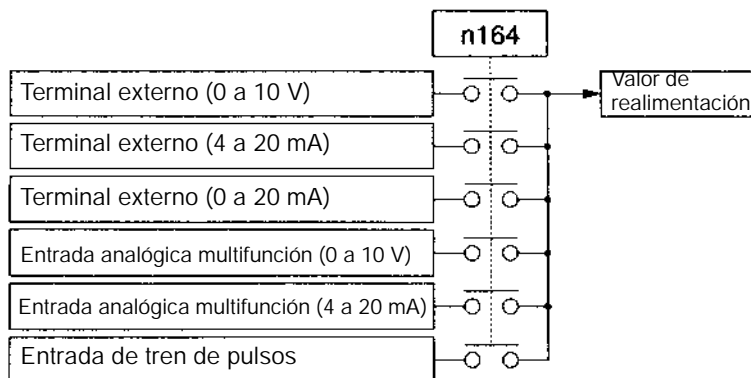 n164
Terminal externo (0 a 10 V)
Valor de
realimentación
Terminal externo (4 a 20 mA)
Terminal externo (0 a 20 mA)
Entrada analógica multifunción (0 a 10 V)
Entrada analógica multifunción (4 a 20 mA)
Entrada de tren de pulsos